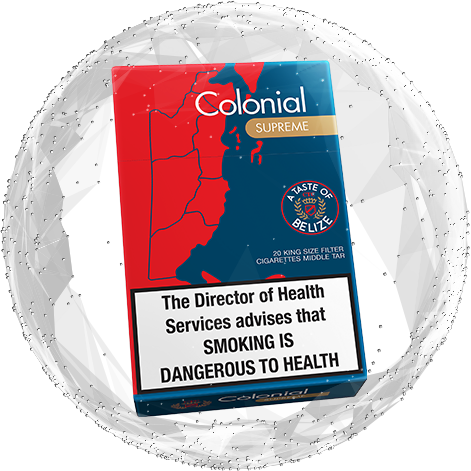 Colonial
SUPREME
A TASTE OF
BELIZE
20 KING SIZE FILTER
CIGARETTES MIDDLE TAR
The Director of Health
Services advises that
SMOKING IS
DANGEROUS TO HEALTH
Colonial